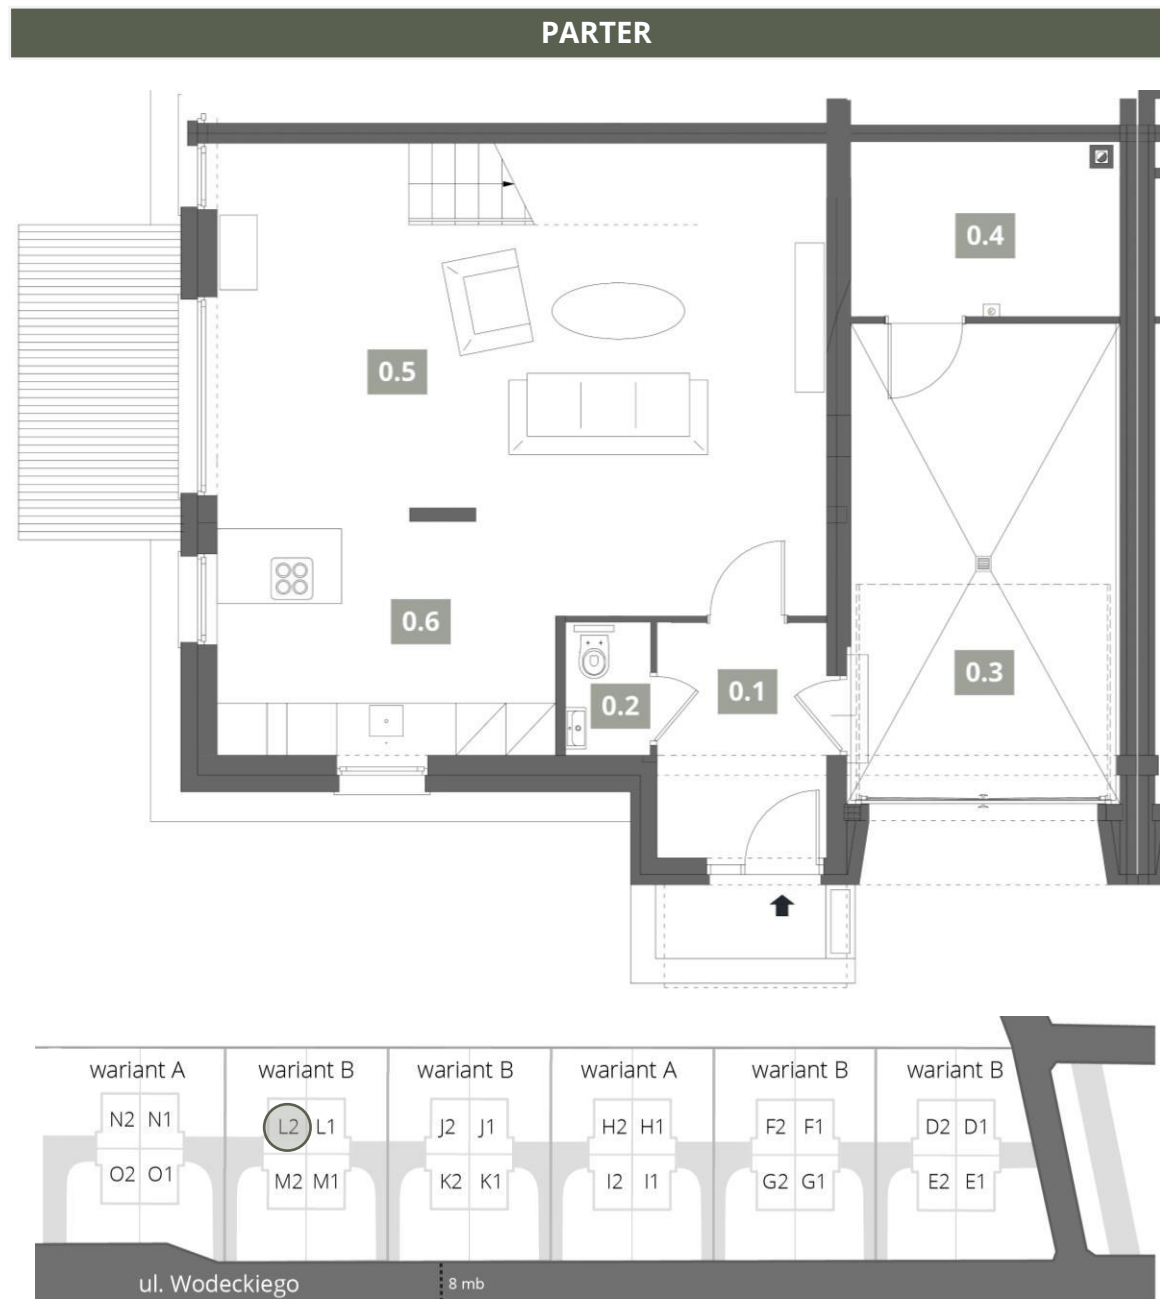 PARTER
0.4
0.5
0.6
0.2
0.1
0.3
wariant A
wariant B
wariant B
wariant A
wariant B
wariant B
N2 N1
L2 L1
J2 J1
H2 H1
F2 F1
D2 D1
O2 O1
M2 M1
K2 K1
I2 I1
G2 G1
E2 E1
ul. Wodeckiego
8 mb